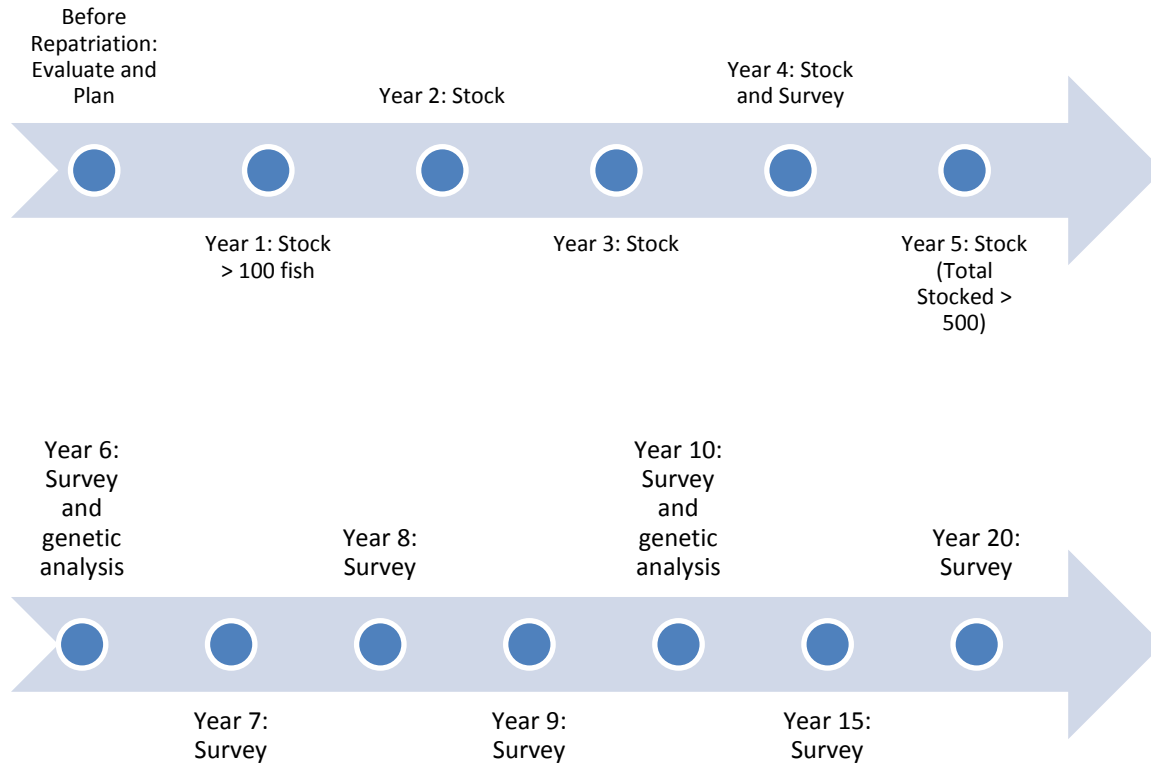 Before
Repatriation:
Evaluate and
Plan
Year 1: Stock
> 100 fish
Year 2: Stock
Year 3: Stock
Year 4: Stock
and Survey
Year 5: Stock
(Total
Stocked >
500)
Year 6:
Survey
and
genetic
analysis
Year 7:
Survey
Year 8:
Survey
Year 9:
Survey
Year 10:
Survey
and
genetic
analysis
Year 15:
Survey
Year 20:
Survey